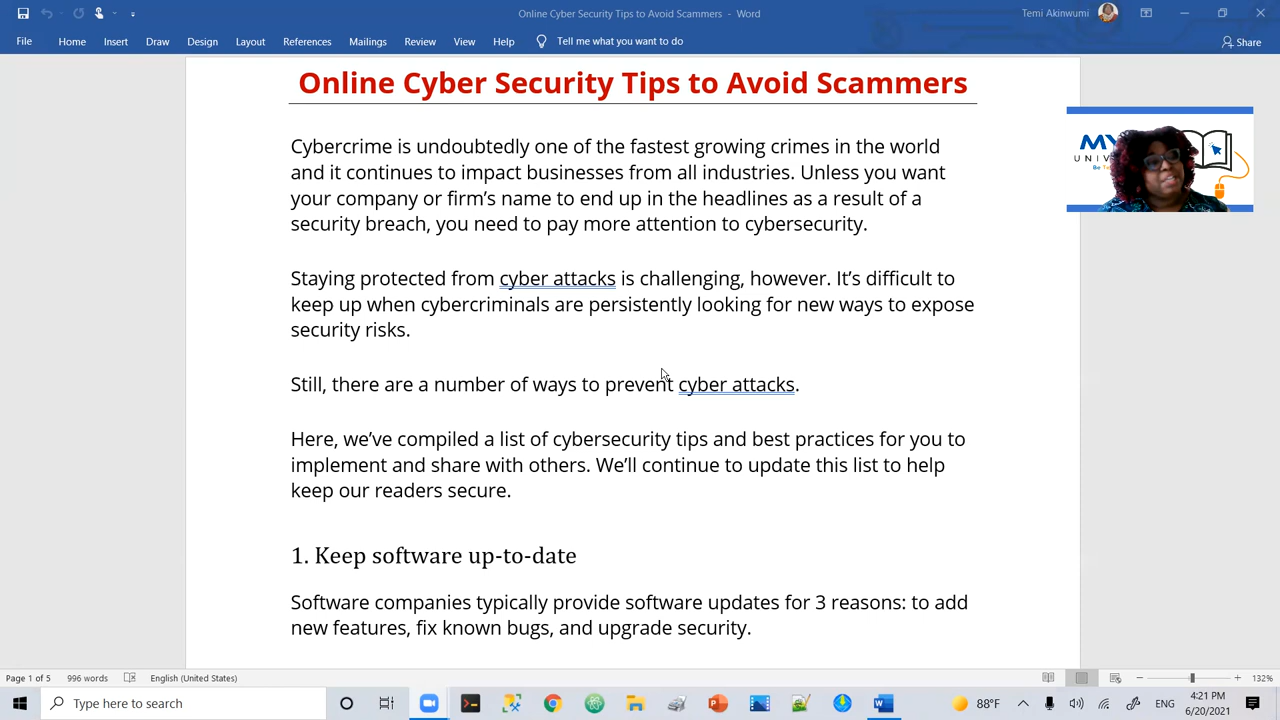 Online Cyber Security Tips to Avoid Scammers - Word
Temi Akinwumi
File Home Insert Draw Design Layout References Mailings Review View Help Tell me what you want to do
Share
Online Cyber Security Tips to Avoid Scammers
Cybercrime is undoubtedly one of the fastest growing crimes in the world
and it continues to impact businesses from all industries. Unless you want
your company or firm’s name to end up in the headlines as a result of a
security breach, you need to pay more attention to cybersecurity.
Staying protected from cyber attacks is challenging, however. It’s difficult to
keep up when cybercriminals are persistently looking for new ways to expose
security risks.
Still, there are a number of ways to prevent cyber attacks.
Here, we’ve compiled a list of cybersecurity tips and best practices for you to
implement and share with others. We’ll continue to update this list to help
keep our readers secure.
1. Keep software up-to-date
Software companies typically provide software updates for 3 reasons: to add
new features, fix known bugs, and upgrade security.
MY
UNIV
Be
Page 1 of 5 996 words English (United States)
132%
Type here to search
88°F
ENG
4:21 PM
6/20/2021